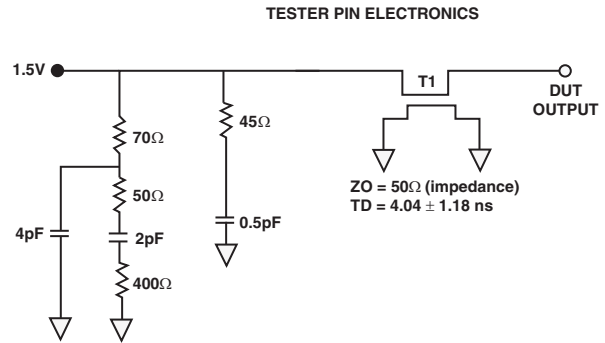 TESTER PIN ELECTRONICS
1.5V
T1
DUT
OUTPUT
70Ω
45Ω
50Ω
ZO = 50Ω (impedance)
TD = 4.04 ± 1.18 ns
4pF
2pF
0.5pF
400Ω